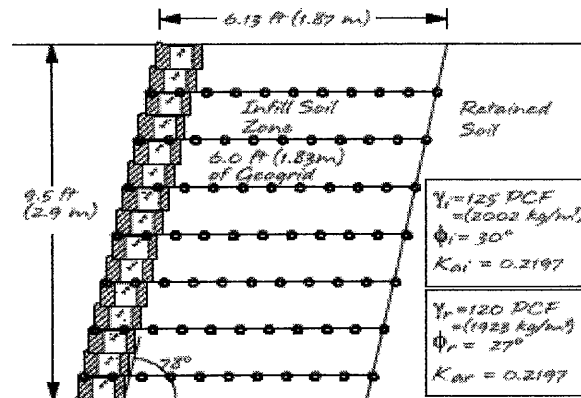 6.13 ft (1.87 m)
Infill Soil
Zone
6.0 ft (1.83m)
of Geogrid
Retained
Soil
9.5 ft
(2.9 m)
78°
γi = 125 PCF
=(2002 kg/m³)
ϕi = 30°
Kai = 0.2197
γr = 120 PCF
=(1923 kg/m³)
ϕr = 27°
Kar = 0.2197